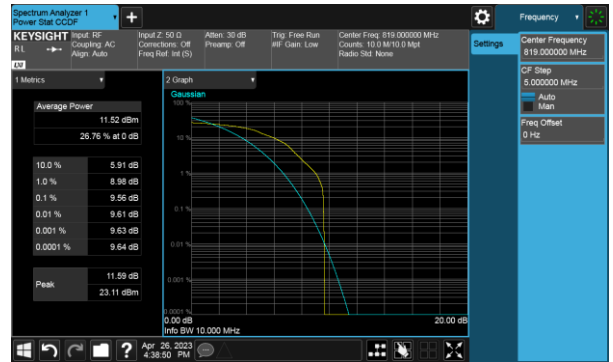 Spectrum Analyzer 1
Power Stat CCDF
Frequency
KEYSIGHT
RL
Input: RF
Coupling: AC
Align: Auto
Input Z: 50 Ω
Corrections: Off
Freq Ref: Int (S)
Atten: 30 dB
Preamp: Off
Trig: Free Run
#IF Gain: Low
Center Freq: 819.000000 MHz
Counts: 10.0 M/10.0 Mpt
Radio Std: None
Settings
Center Frequency
819.000000 MHz
CF Step
5.000000 MHz
Auto
Man
Freq Offset
0 Hz
1 Metrics
Average Power
11.52 dBm
26.76 % at 0 dB
10.0 % 5.91 dB
1.0 % 8.98 dB
0.1 % 9.56 dB
0.01 % 9.61 dB
0.001 % 9.63 dB
0.0001 % 9.64 dB
Peak
11.59 dB
23.11 dBm
2 Graph
Gaussian
100 %
10 %
1 %
0.1 %
0.01 %
0.001 %
0.0001 %
0.00 dB
20.00 dB
Info BW 10.000 MHz
?
Apr 26, 2023
4:38:50 PM